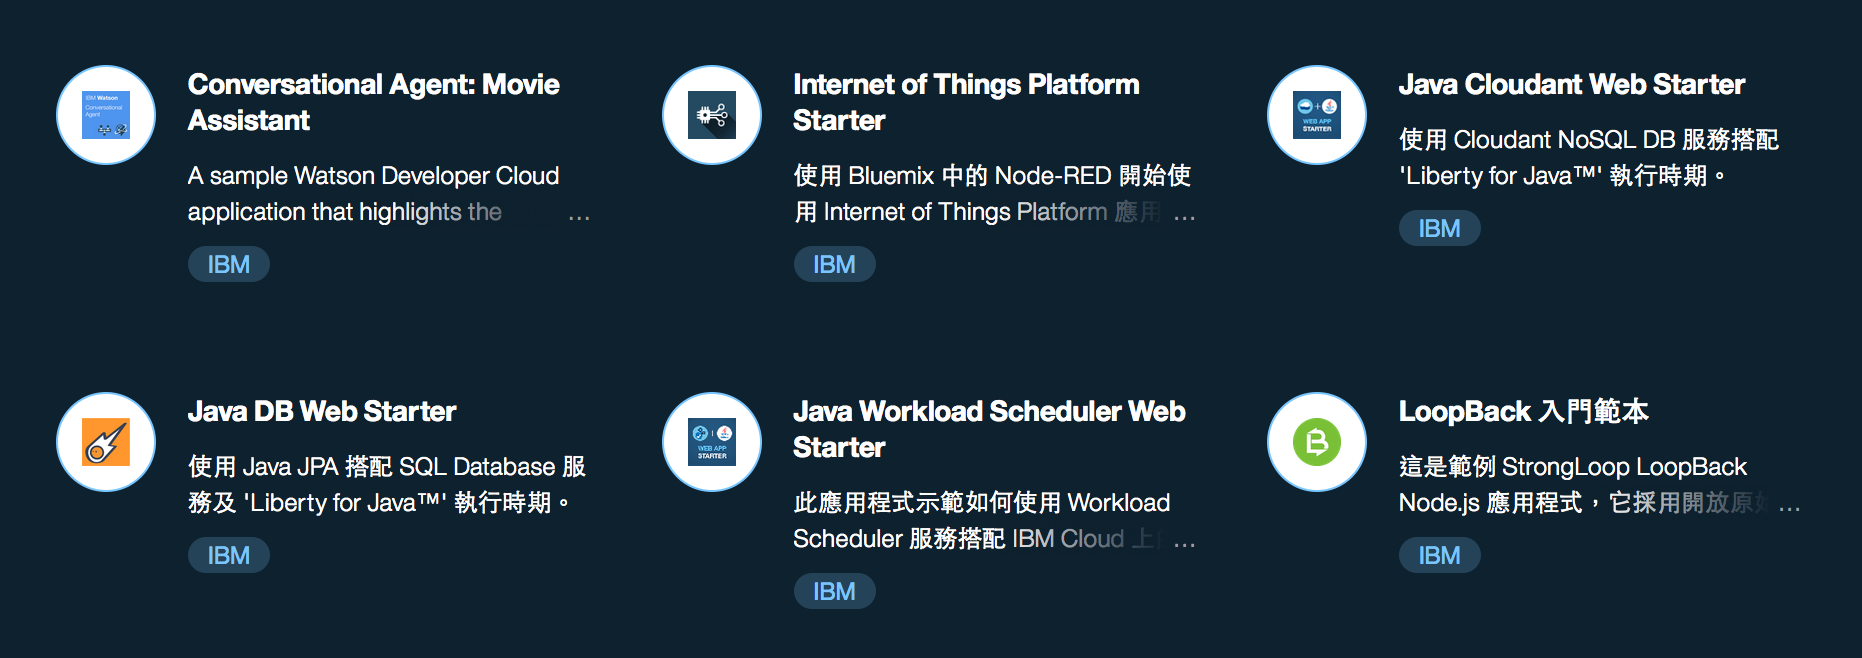 Conversational Agent: Movie
Assistant
A sample Watson Developer Cloud
application that highlights the ...
IBM
Internet of Things Platform
Starter
使用 Bluemix 中的 Node-RED 開始使
用 Internet of Things Platform 應用 ...
IBM
Java Cloudant Web Starter
使用 Cloudant NoSQL DB 服務搭配
'Liberty for Java™' 執行時期。
IBM
Java DB Web Starter
使用 Java JPA 搭配 SQL Database 服
務及 'Liberty for Java™' 執行時期。
IBM
Java Workload Scheduler Web
Starter
此應用程式示範如何使用 Workload
Scheduler 服務搭配 IBM Cloud 上 ...
IBM
LoopBack 入門範本
這是範例 StrongLoop LoopBack
Node.js 應用程式，它採用開放原始 ...
IBM
IBM Watson
Conversational
Agent
WEB APP
STARTER
WEB APP
STARTER